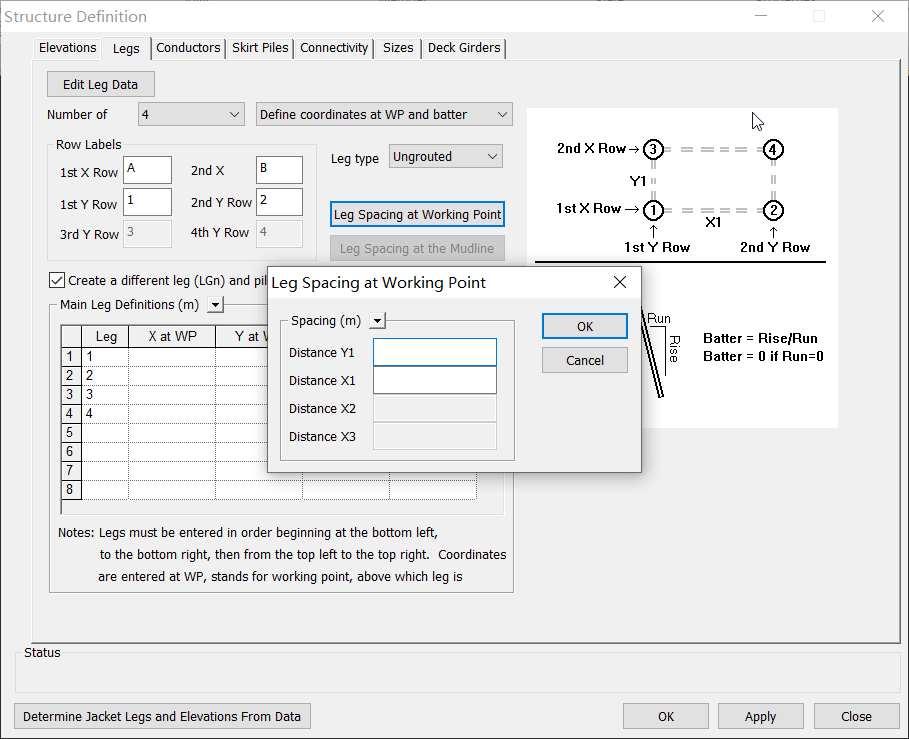 Structure Definition
Elevations Legs Conductors Skirt Piles Connectivity Sizes Deck Girders
Edit Leg Data
Number of 4 Define coordinates at WP and batter
Row Labels
1st X Row A 2nd X B
1st Y Row 1 2nd Y Row 2
3rd Y Row 3 4th Y Row 4
Leg type Ungrouted
Leg Spacing at Working Point
Leg Spacing at the Mudline
2nd X Row 3 4
Y1
1st X Row 1 2
X1
1st Y Row 2nd Y Row
Create a different leg (LGn) and pil
Main Leg Definitions (m)
Leg X at WP Y at W
1 1
2 2
3 3
4 4
5
6
7
8
Leg Spacing at Working Point
Spacing (m)
Distance Y1
Distance X1
Distance X2
Distance X3
OK
Cancel
Run
Rise
Batter = Rise/Run
Batter = 0 if Run=0
Notes: Legs must be entered in order beginning at the bottom left,
to the bottom right, then from the top left to the top right. Coordinates
are entered at WP, stands for working point, above which leg is
Status
Determine Jacket Legs and Elevations From Data OK Apply Close